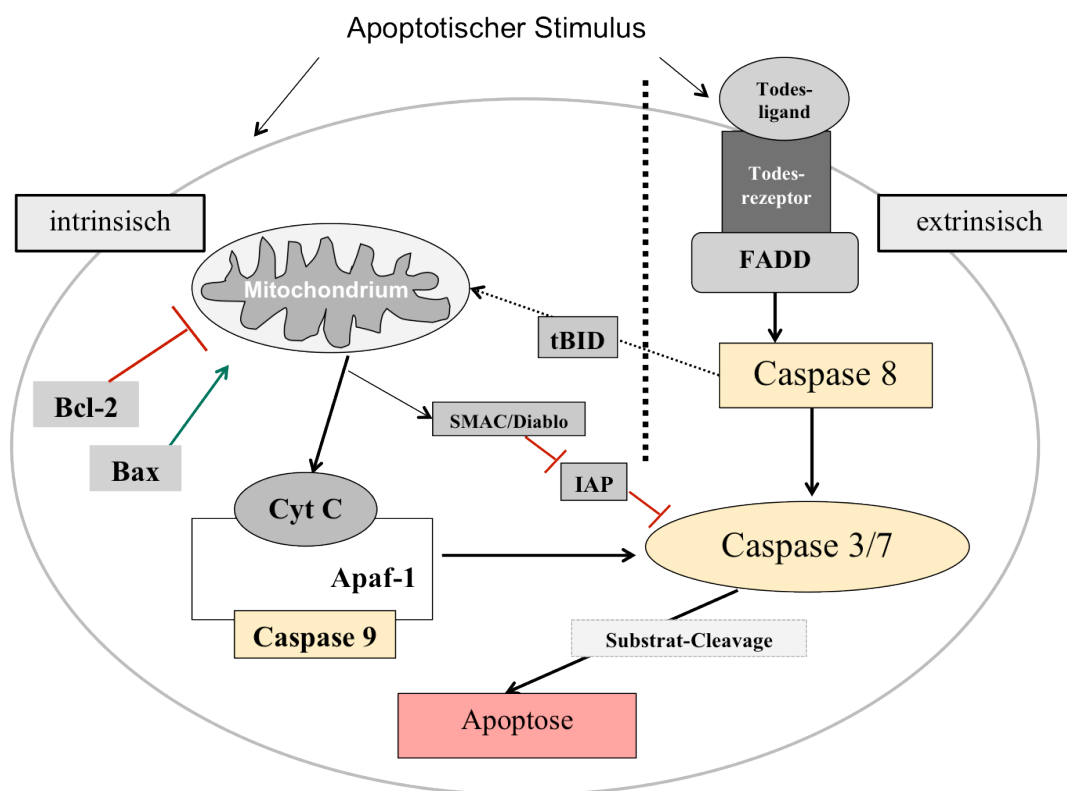 Apoptotischer Stimulus
Todes-
ligand
Todes-
rezeptor
intrinsisch
extrinsisch
FADD
Mitochondrium
tBID
Caspase 8
Bcl-2
SMAC/Diablo
Bax
IAP
Cyt C
Caspase 3/7
Apaf-1
Caspase 9
Substrat-Cleavage
Apoptose